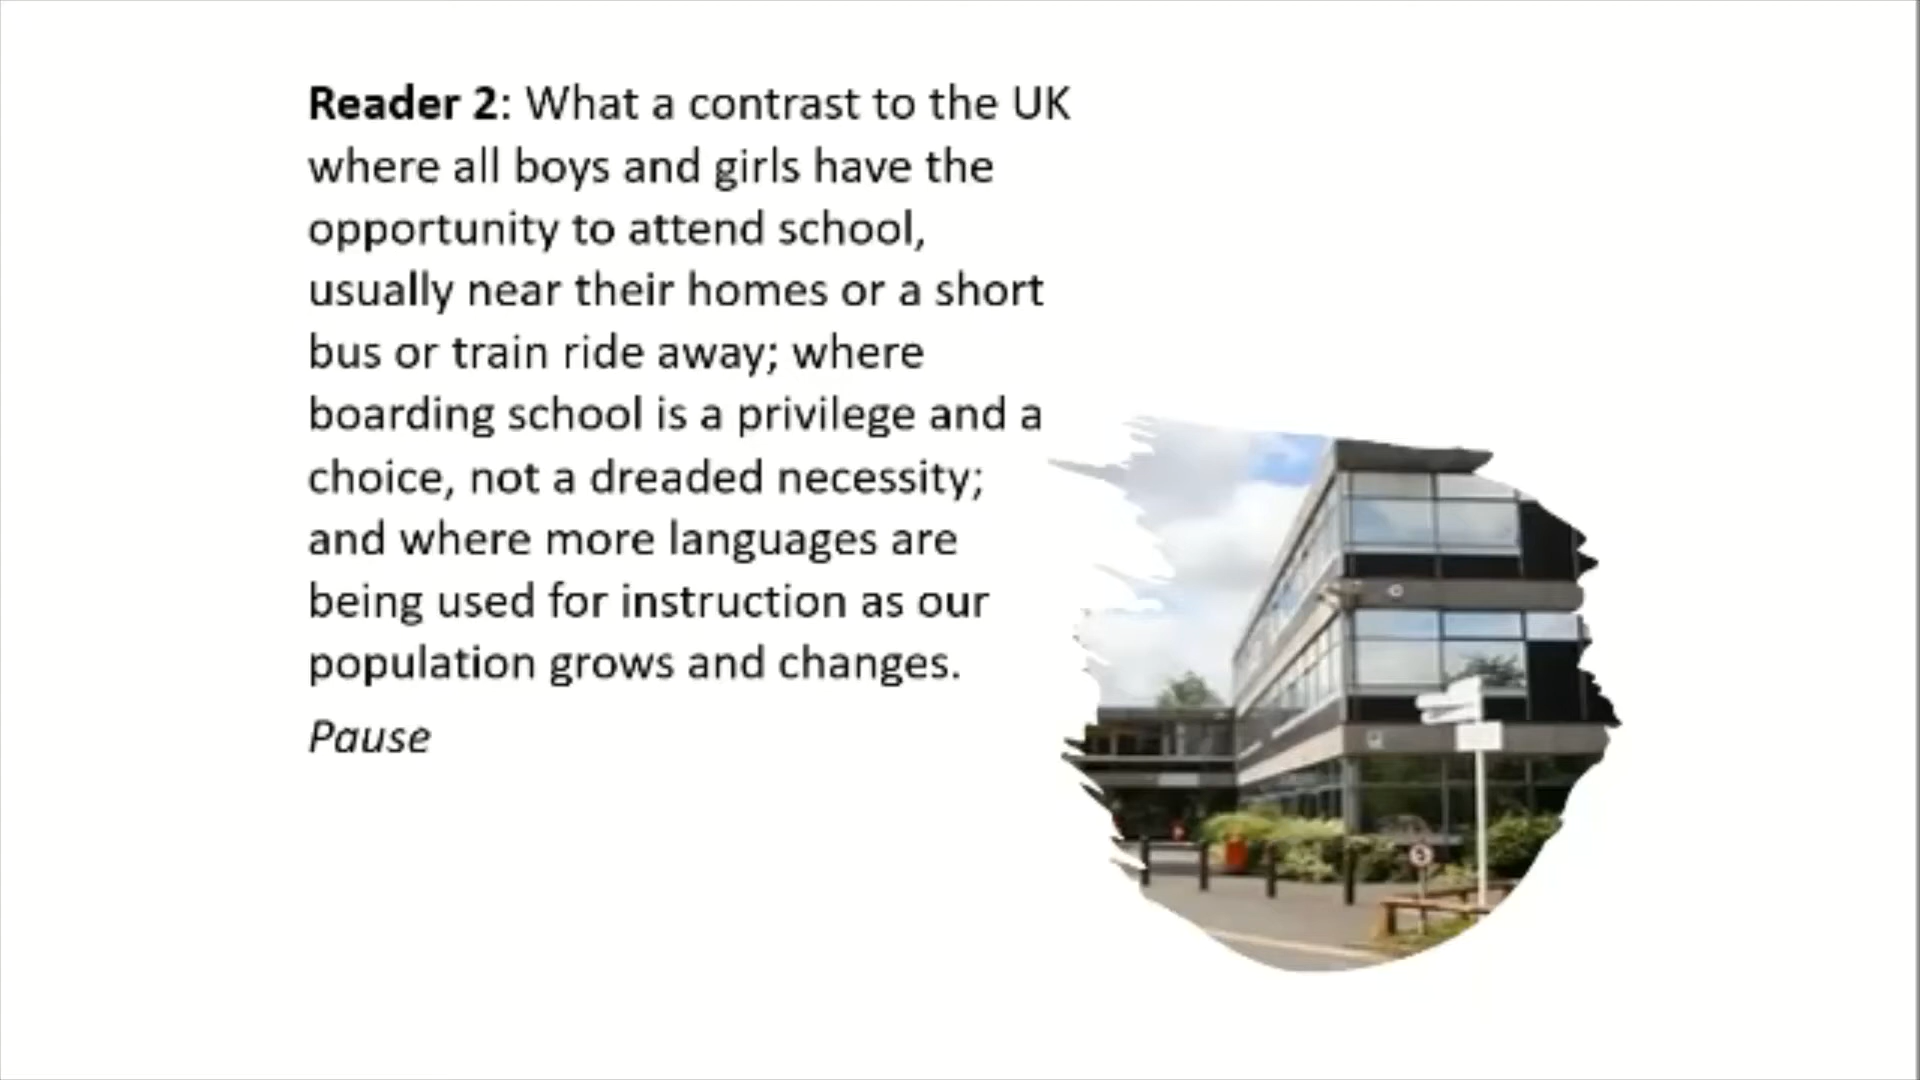 Reader 2: What a contrast to the UK
where all boys and girls have the
opportunity to attend school,
usually near their homes or a short
bus or train ride away; where
boarding school is a privilege and a
choice, not a dreaded necessity;
and where more languages are
being used for instruction as our
population grows and changes.
Pause